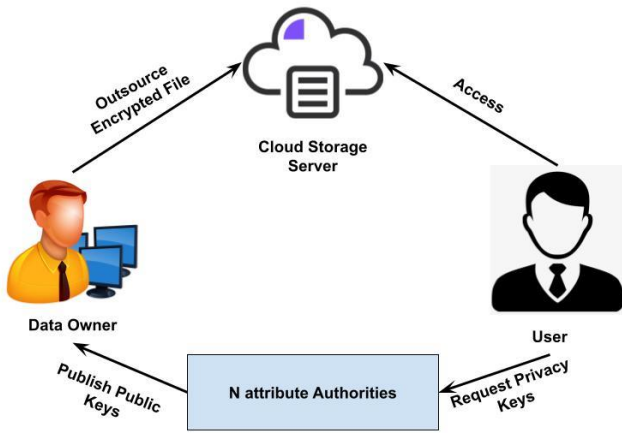 Outsource
Encrypted File
Access
Cloud Storage
Server
Data Owner
User
Publish Public
Keys
N attribute Authorities
Request Privacy
Keys